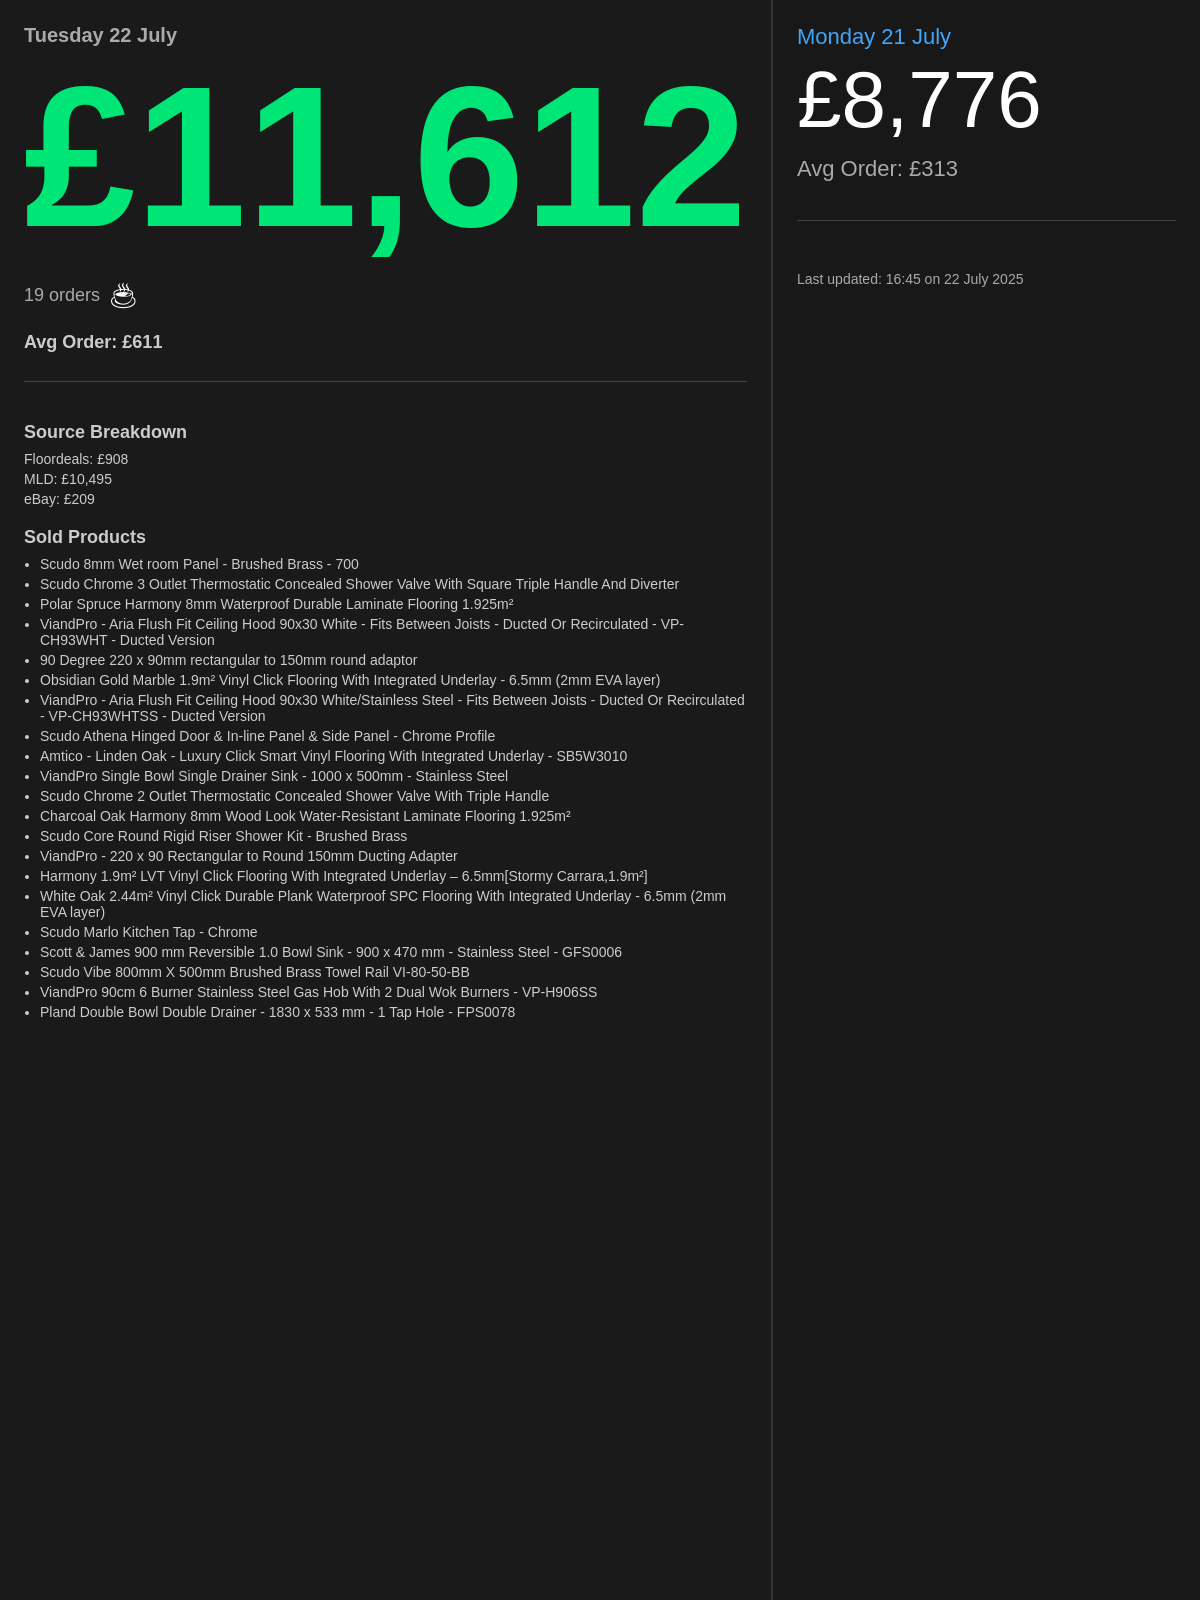 Tuesday 22 July
£11,612
19 orders ☕
Avg Order: £611
Source Breakdown
Floordeals: £908
MLD: £10,495
eBay: £209
Sold Products
• Scudo 8mm Wet room Panel - Brushed Brass - 700
• Scudo Chrome 3 Outlet Thermostatic Concealed Shower Valve With Square Triple Handle And Diverter
• Polar Spruce Harmony 8mm Waterproof Durable Laminate Flooring 1.925m²
• ViandPro - Aria Flush Fit Ceiling Hood 90x30 White - Fits Between Joists - Ducted Or Recirculated - VP-
CH93WHT - Ducted Version
• 90 Degree 220 x 90mm rectangular to 150mm round adaptor
• Obsidian Gold Marble 1.9m² Vinyl Click Flooring With Integrated Underlay - 6.5mm (2mm EVA layer)
• ViandPro - Aria Flush Fit Ceiling Hood 90x30 White/Stainless Steel - Fits Between Joists - Ducted Or Recirculated
- VP-CH93WHTSS - Ducted Version
• Scudo Athena Hinged Door & In-line Panel & Side Panel - Chrome Profile
• Amtico - Linden Oak - Luxury Click Smart Vinyl Flooring With Integrated Underlay - SB5W3010
• ViandPro Single Bowl Single Drainer Sink - 1000 x 500mm - Stainless Steel
• Scudo Chrome 2 Outlet Thermostatic Concealed Shower Valve With Triple Handle
• Charcoal Oak Harmony 8mm Wood Look Water-Resistant Laminate Flooring 1.925m²
• Scudo Core Round Rigid Riser Shower Kit - Brushed Brass
• ViandPro - 220 x 90 Rectangular to Round 150mm Ducting Adapter
• Harmony 1.9m² LVT Vinyl Click Flooring With Integrated Underlay – 6.5mm[Stormy Carrara,1.9m²]
• White Oak 2.44m² Vinyl Click Durable Plank Waterproof SPC Flooring With Integrated Underlay - 6.5mm (2mm
EVA layer)
• Scudo Marlo Kitchen Tap - Chrome
• Scott & James 900 mm Reversible 1.0 Bowl Sink - 900 x 470 mm - Stainless Steel - GFS0006
• Scudo Vibe 800mm X 500mm Brushed Brass Towel Rail VI-80-50-BB
• ViandPro 90cm 6 Burner Stainless Steel Gas Hob With 2 Dual Wok Burners - VP-H906SS
• Pland Double Bowl Double Drainer - 1830 x 533 mm - 1 Tap Hole - FPS0078
Monday 21 July
£8,776
Avg Order: £313
Last updated: 16:45 on 22 July 2025